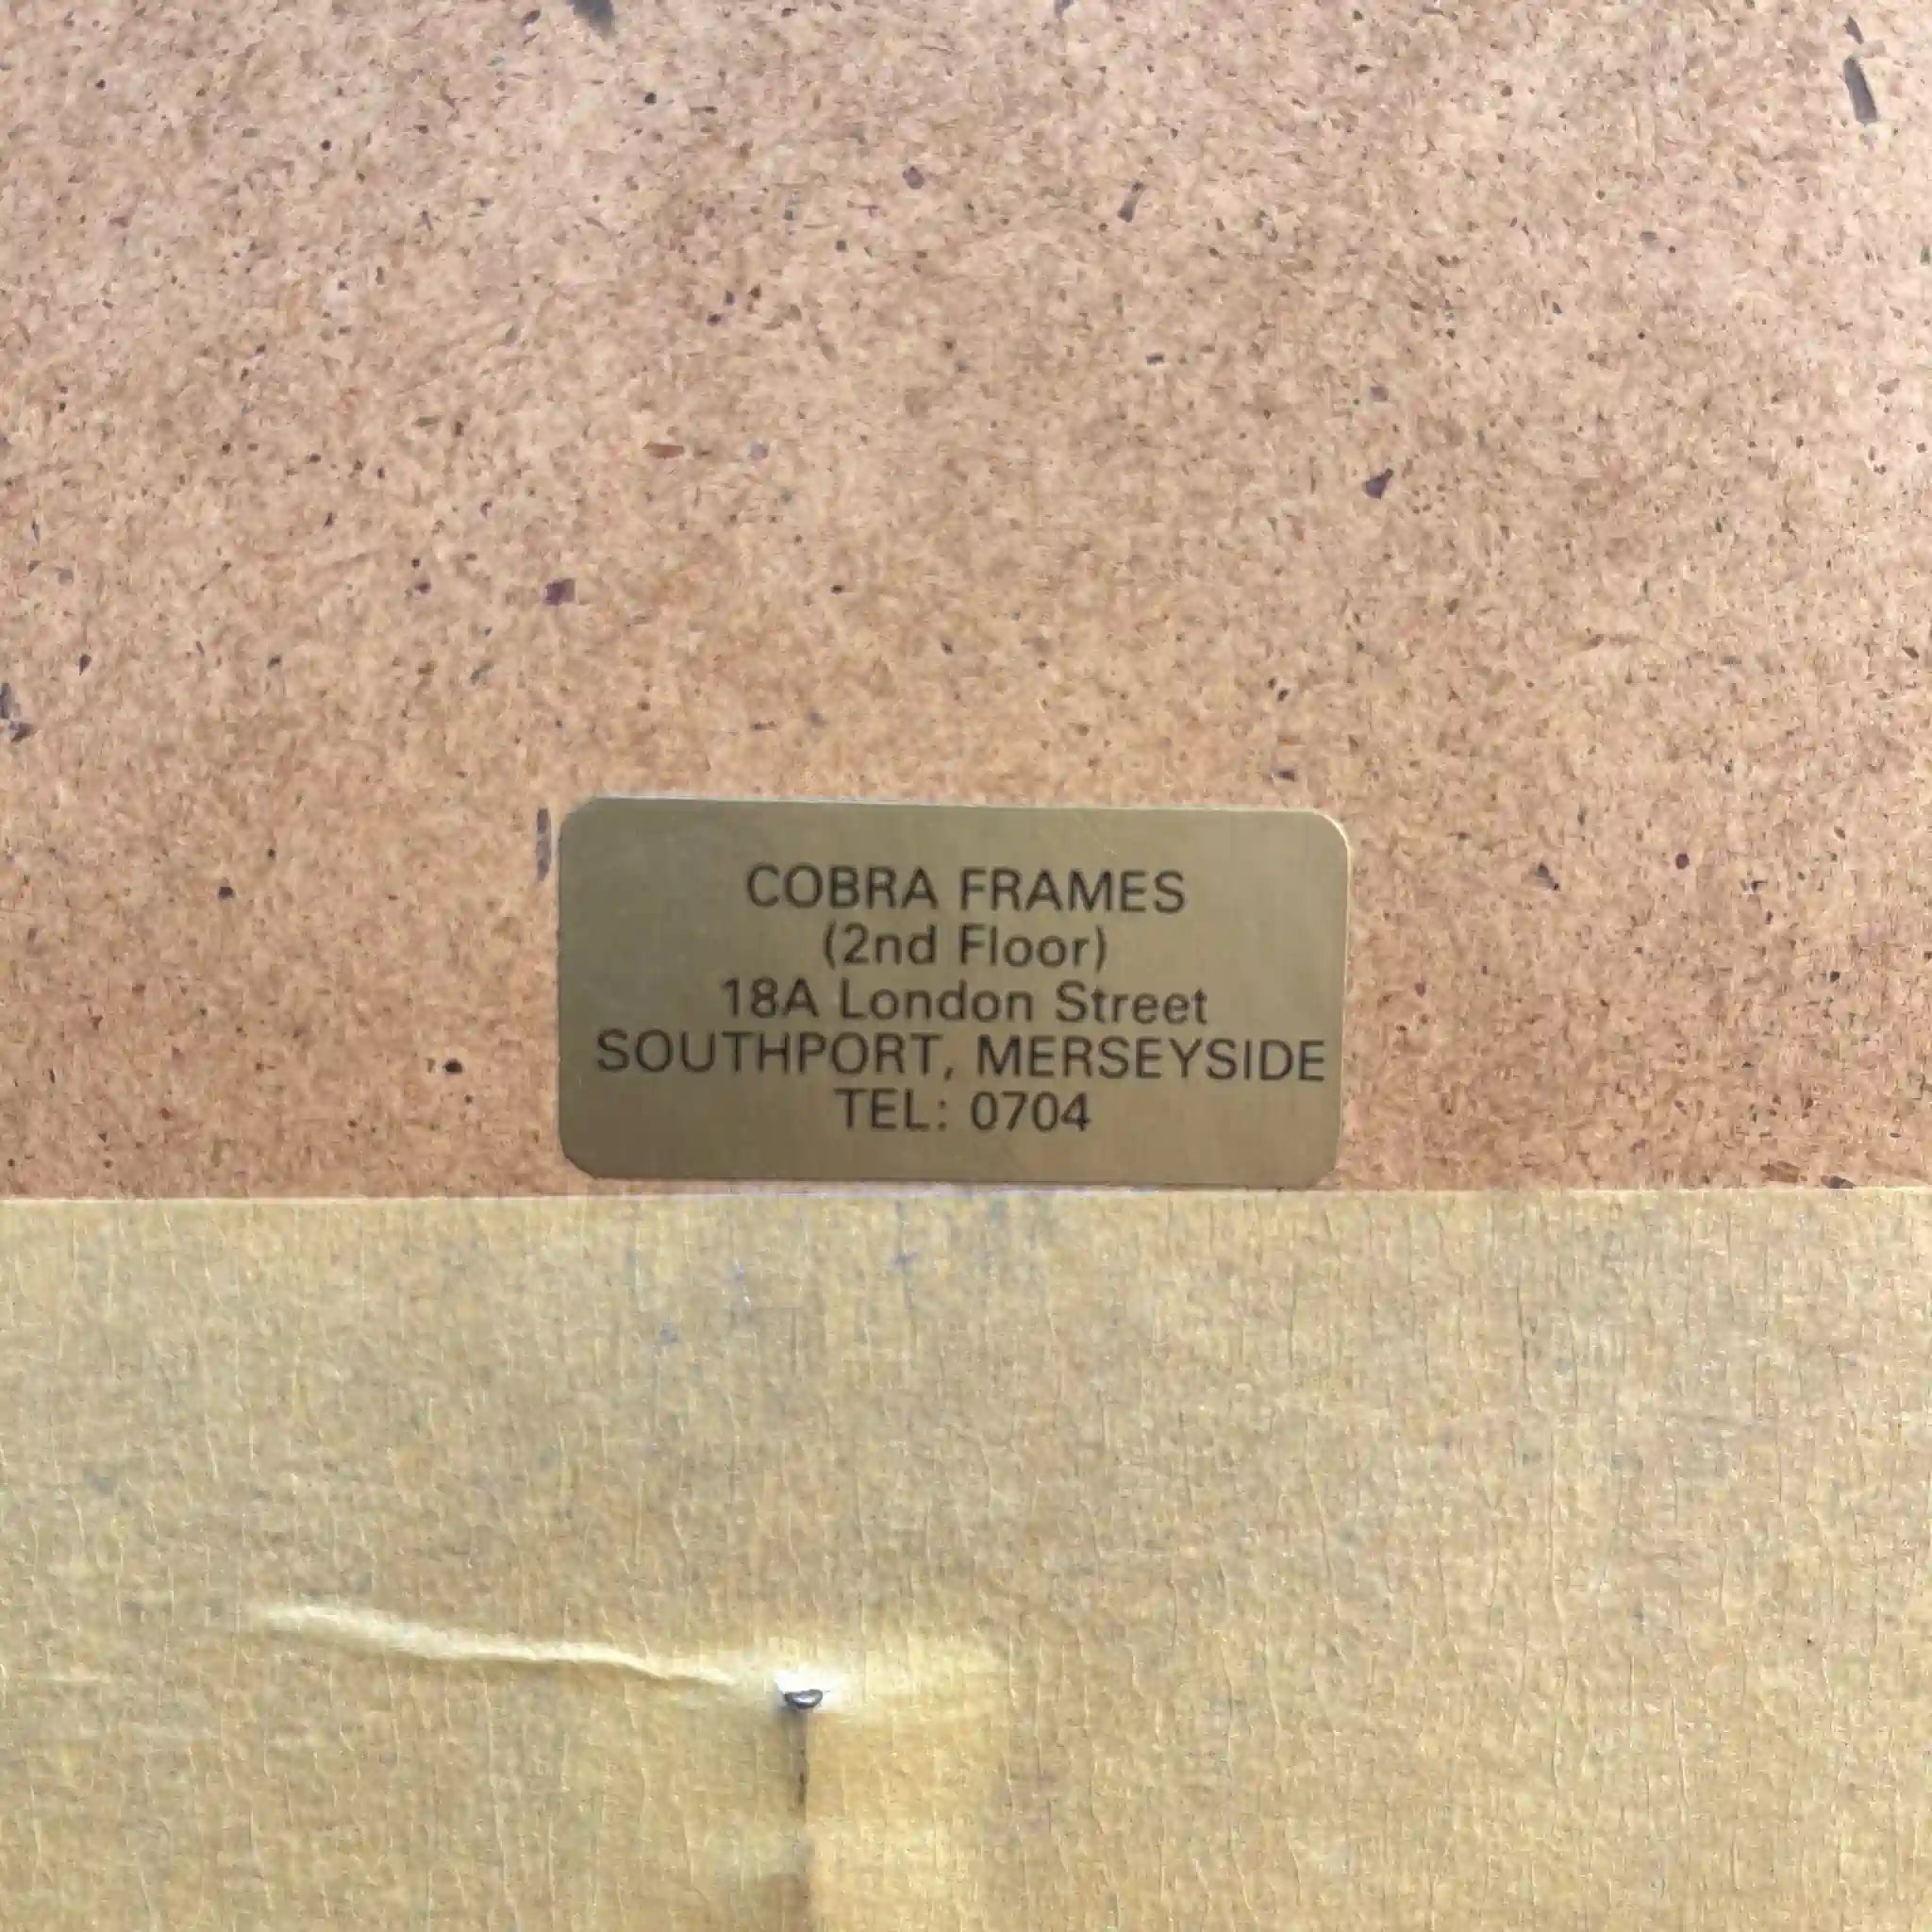 COBRA FRAMES
(2nd Floor)
18A London Street
SOUTHPORT, MERSEYSIDE
TEL: 0704